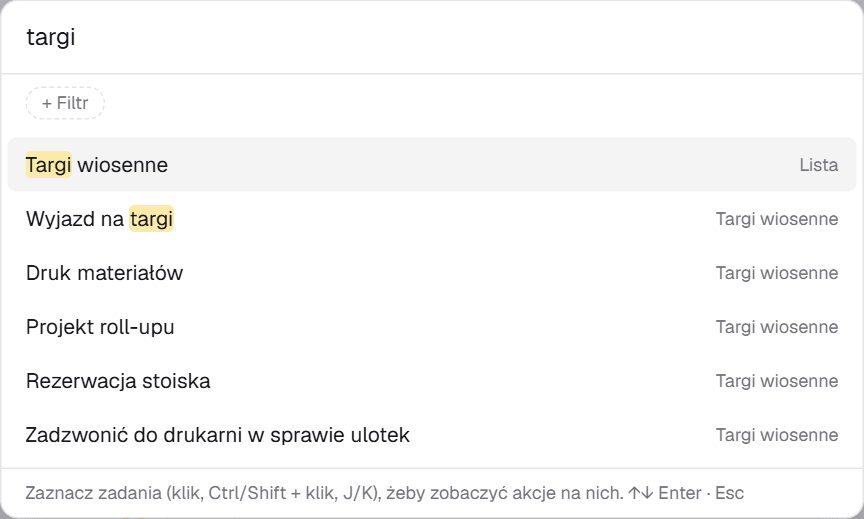 targi
+ Filtr
Targi wiosenne Lista
Wyjazd na targi Targi wiosenne
Druk materiałów Targi wiosenne
Projekt roll-upu Targi wiosenne
Rezerwacja stoiska Targi wiosenne
Zadzwonić do drukarni w sprawie ulotek Targi wiosenne
Zaznacz zadania (klik, Ctrl/Shift + klik, J/K), żeby zobaczyć akcje na nich. ↑↓ Enter · Esc